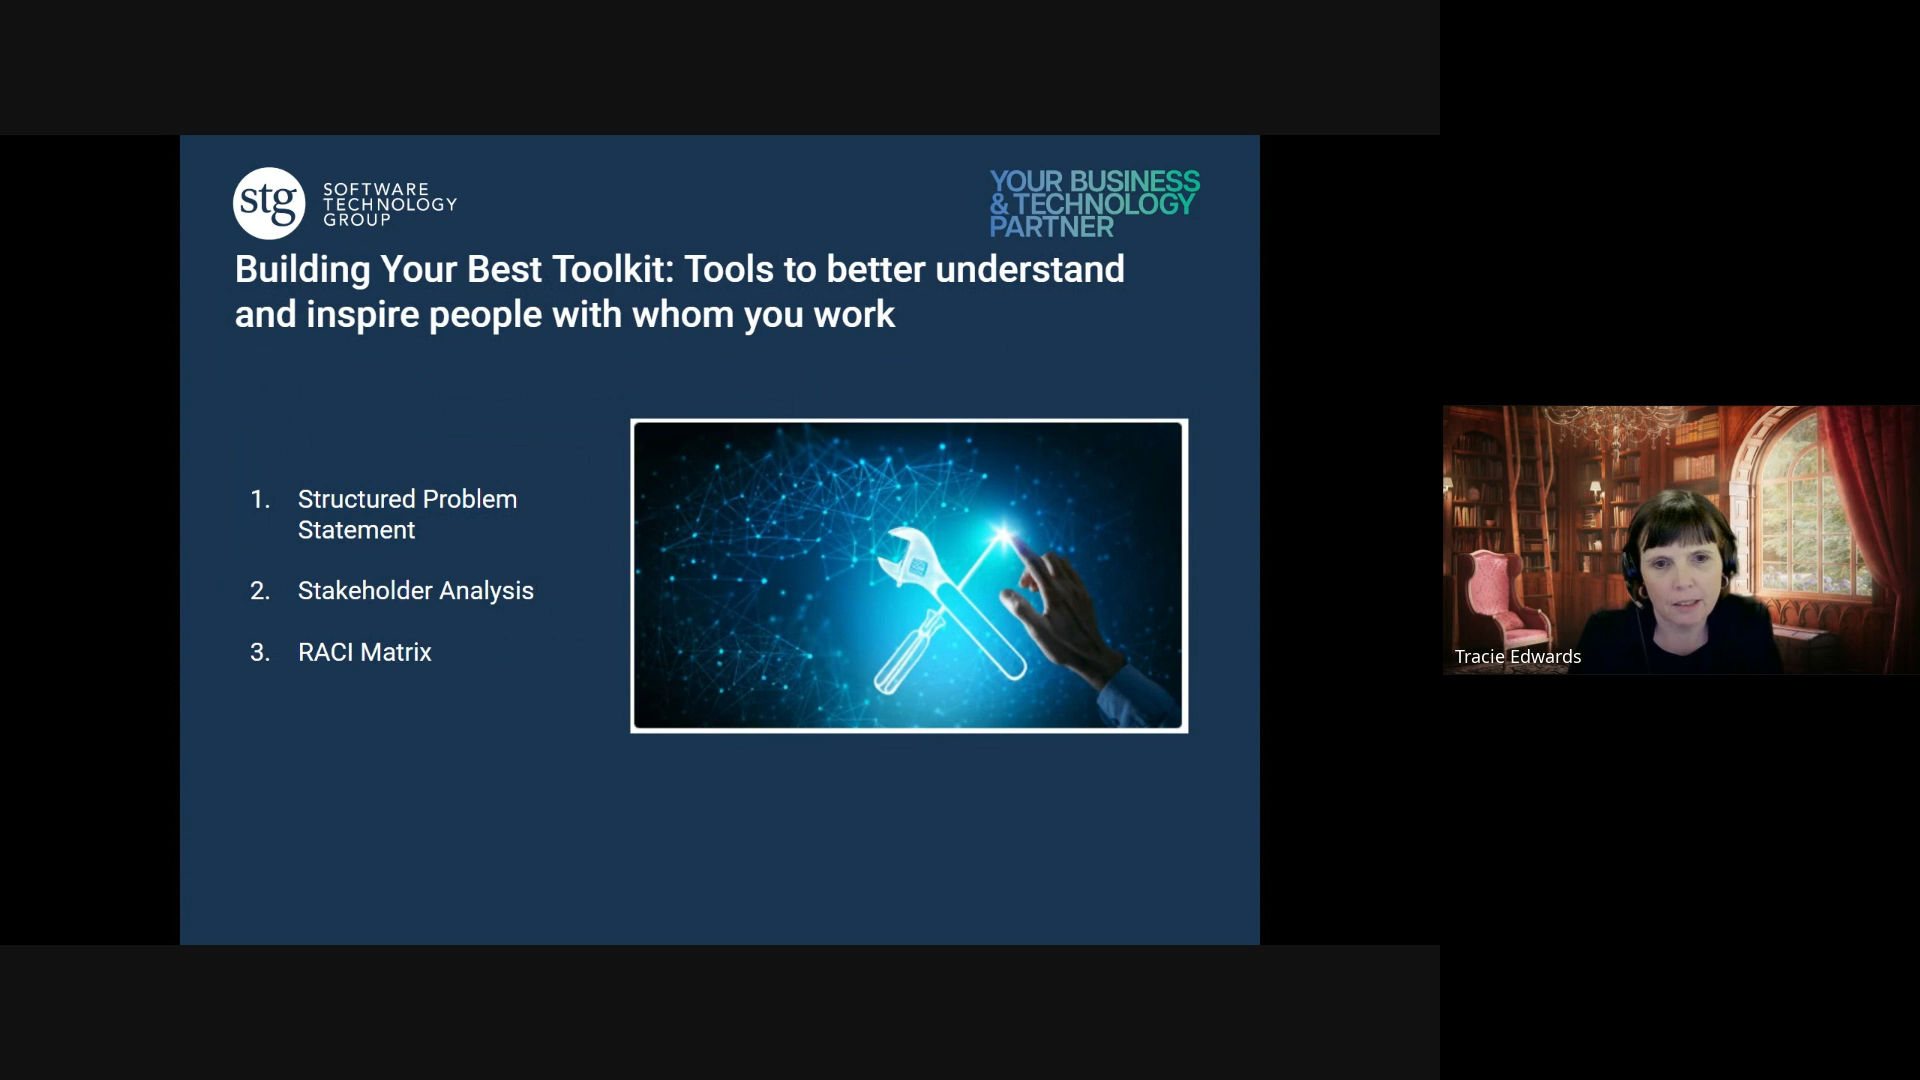 stg
SOFTWARE
TECHNOLOGY
GROUP
YOUR BUSINESS
& TECHNOLOGY
PARTNER
Building Your Best Toolkit: Tools to better understand
and inspire people with whom you work
1. Structured Problem
Statement
2. Stakeholder Analysis
3. RACI Matrix
Tracie Edwards